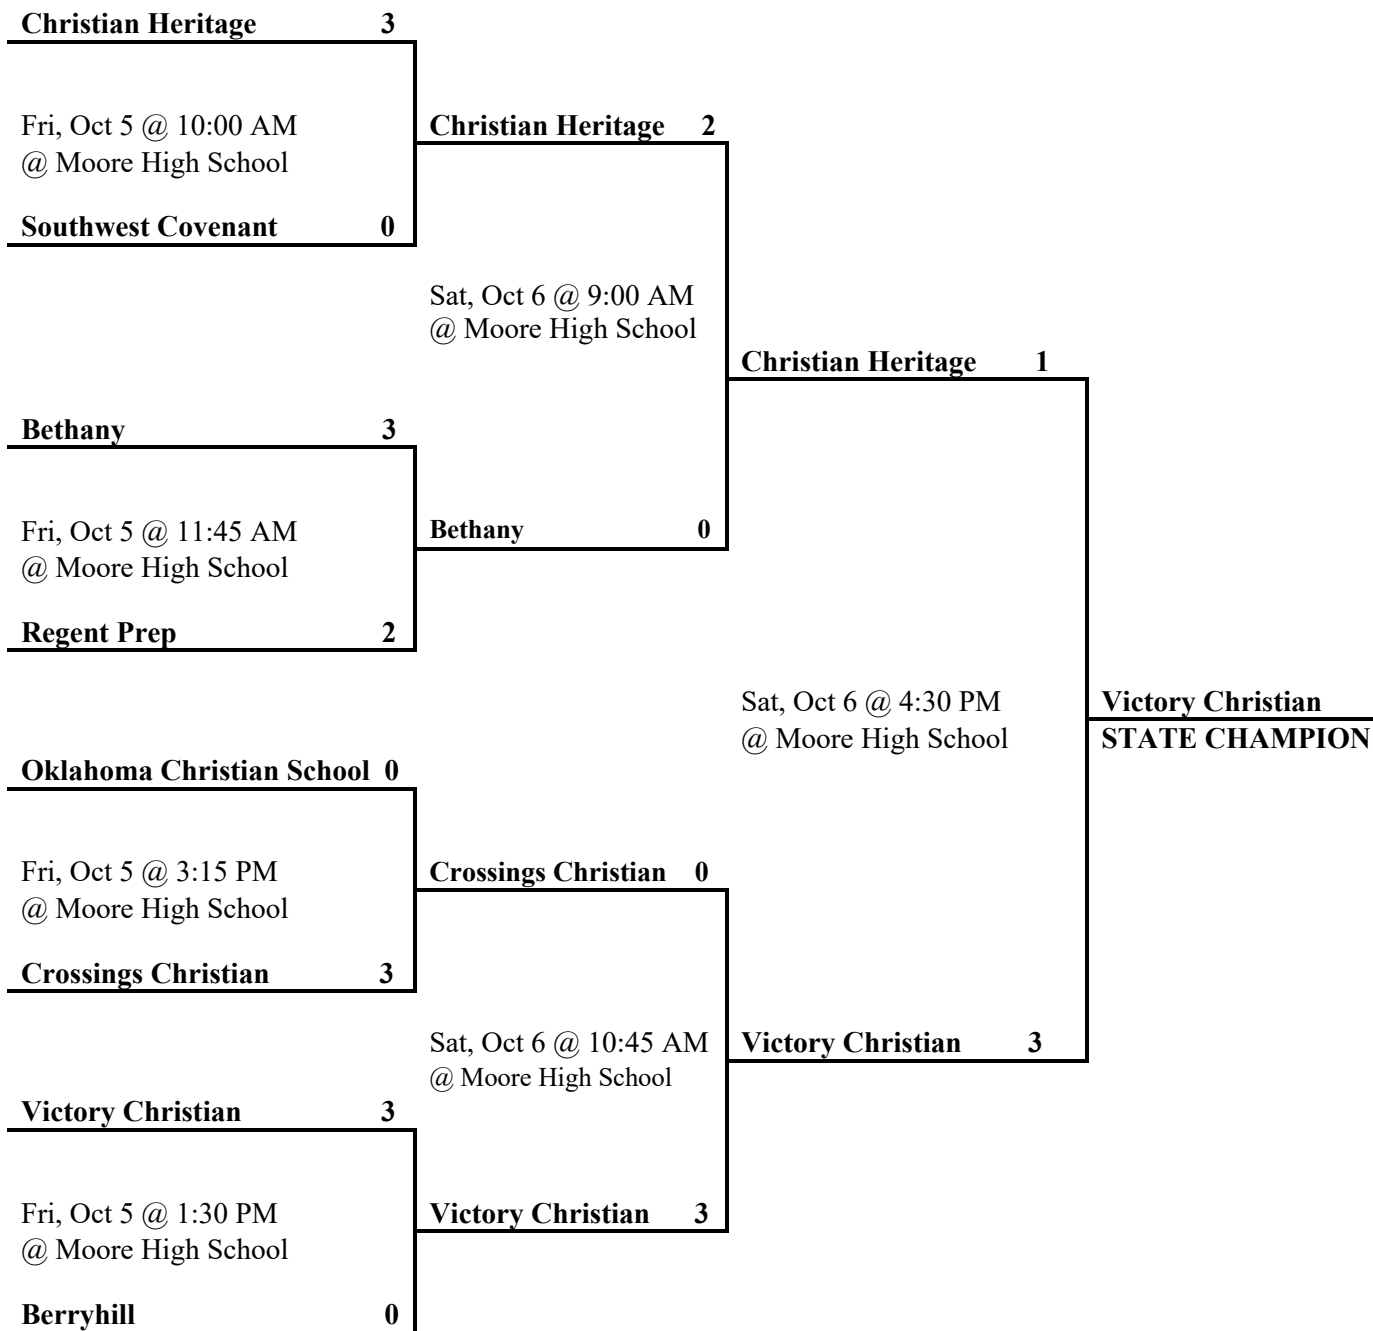 Christian Heritage 3
Fri, Oct 5 @ 10:00 AM
@ Moore High School
Southwest Covenant 0
Christian Heritage 2
Sat, Oct 6 @ 9:00 AM
@ Moore High School
Bethany 3
Fri, Oct 5 @ 11:45 AM
@ Moore High School
Regent Prep 2
Bethany 0
Christian Heritage 1
Sat, Oct 6 @ 4:30 PM
@ Moore High School
Victory Christian
STATE CHAMPION
Oklahoma Christian School 0
Fri, Oct 5 @ 3:15 PM
@ Moore High School
Crossings Christian 3
Crossings Christian 0
Sat, Oct 6 @ 10:45 AM
@ Moore High School
Victory Christian 3
Victory Christian 3
Fri, Oct 5 @ 1:30 PM
@ Moore High School
Berryhill 0
Victory Christian 3